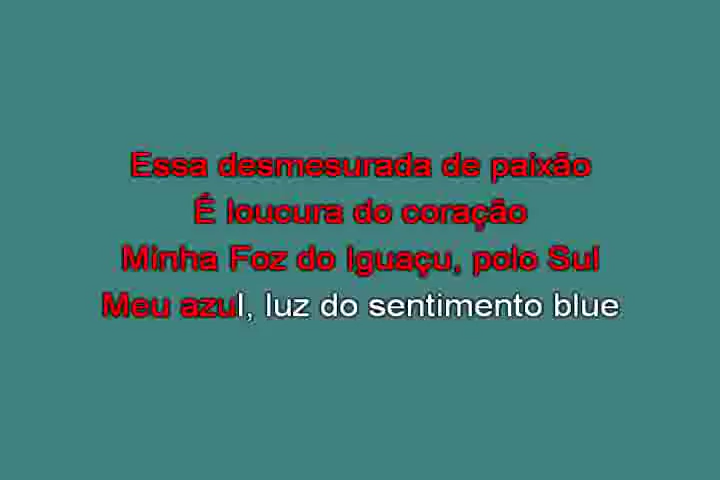 Essa desmesurada de paixão
É loucura do coração
Minha Foz do Iguaçu, polo Sul
Meu azul, luz do sentimento blue